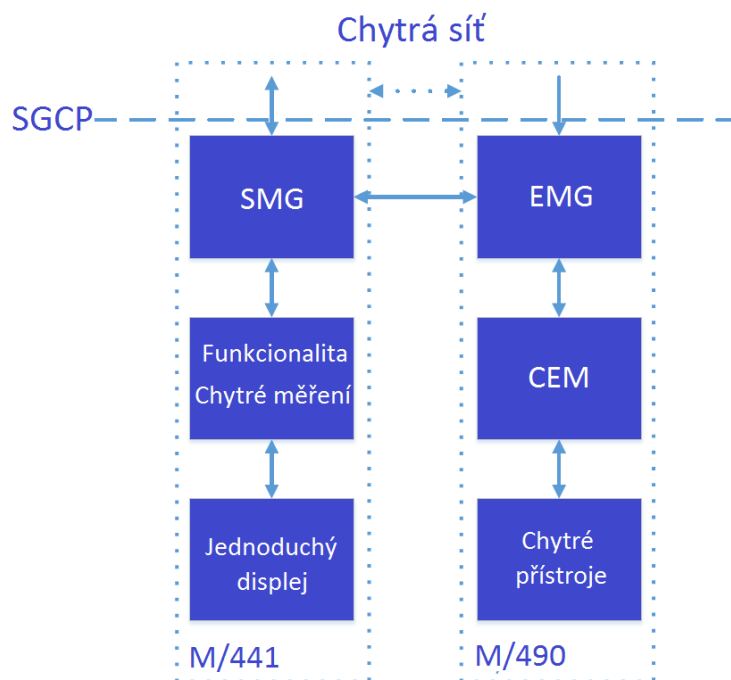 Chytrá síť
SGCP
SMG
EMG
Funkcionalita
Chytré měření
CEM
Jednoduchý
displej
Chytré
přístroje
M/441
M/490